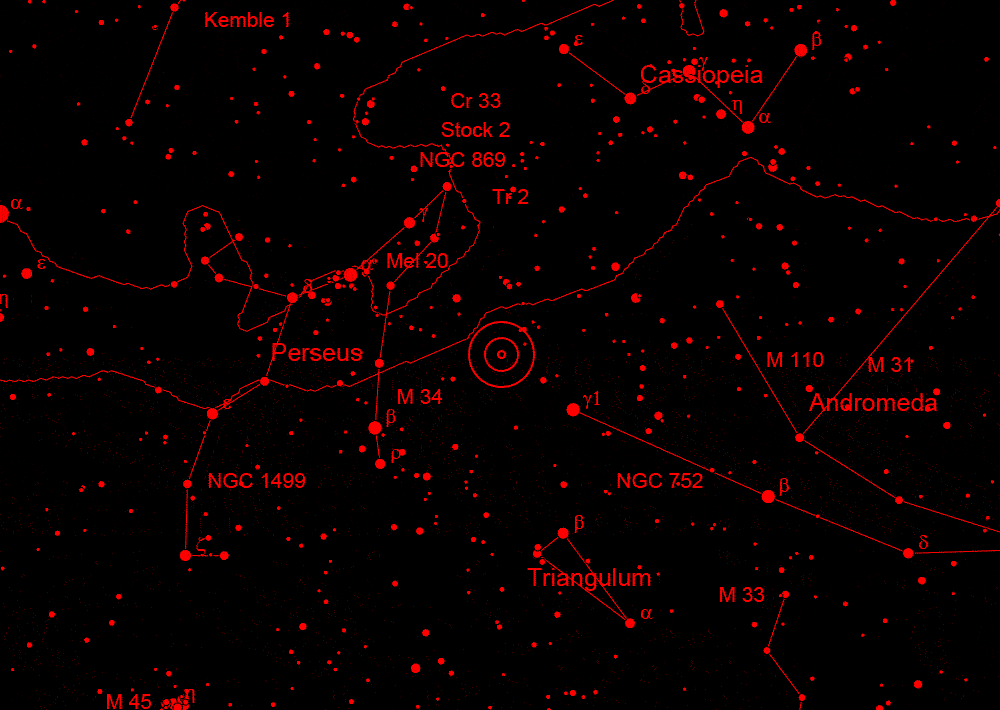 Kemble 1
ε
β
γ
Cassiopeia
δ
Cr 33
η
α
Stock 2
NGC 869
Tr 2
α
γ
Mel 20
ε
α
δ
η
Perseus
M 110
M 31
M 34
γ1
Andromeda
ε
β
ρ
NGC 1499
NGC 752
β
β
ζ
δ
Triangulum
M 33
α
M 45
η